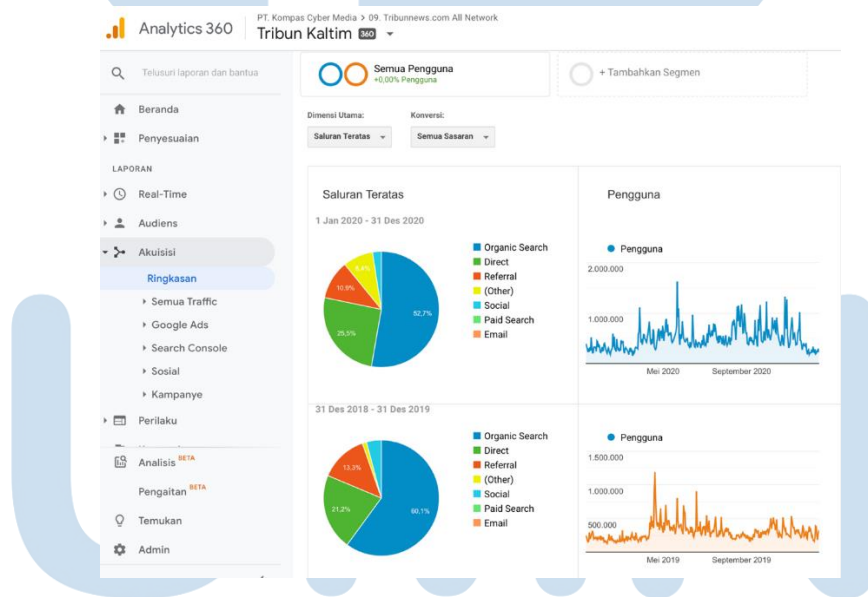 Analytics 360
PT. Kompas Cyber Media > 09. Tribunnews.com All Network
Tribun Kaltim 360
Telusuri laporan dan bantua
Beranda
Penyesuaian
LAPORAN
Real-Time
Audiens
Akuisisi
Ringkasan
Semua Traffic
Google Ads
Search Console
Sosial
Kampanye
Perilaku
Analisis BETA
Pengaitan BETA
Temukan
Admin
Semua Pengguna
+0,00% Pengguna
+ Tambahkan Segmen
Dimensi Utama:
Konversi:
Saluran Teratas
Semua Sasaran
Saluran Teratas
1 Jan 2020 - 31 Des 2020
52,7%
25,5%
10,9%
Organic Search
Direct
Referral
(Other)
Social
Paid Search
Email
Pengguna
Pengguna
2.000.000
1.000.000
Mei 2020
September 2020
31 Des 2018 - 31 Des 2019
60,1%
21,2%
13,3%
Organic Search
Direct
Referral
(Other)
Social
Paid Search
Email
Pengguna
1.500.000
1.000.000
500.000
Mei 2019
September 2019